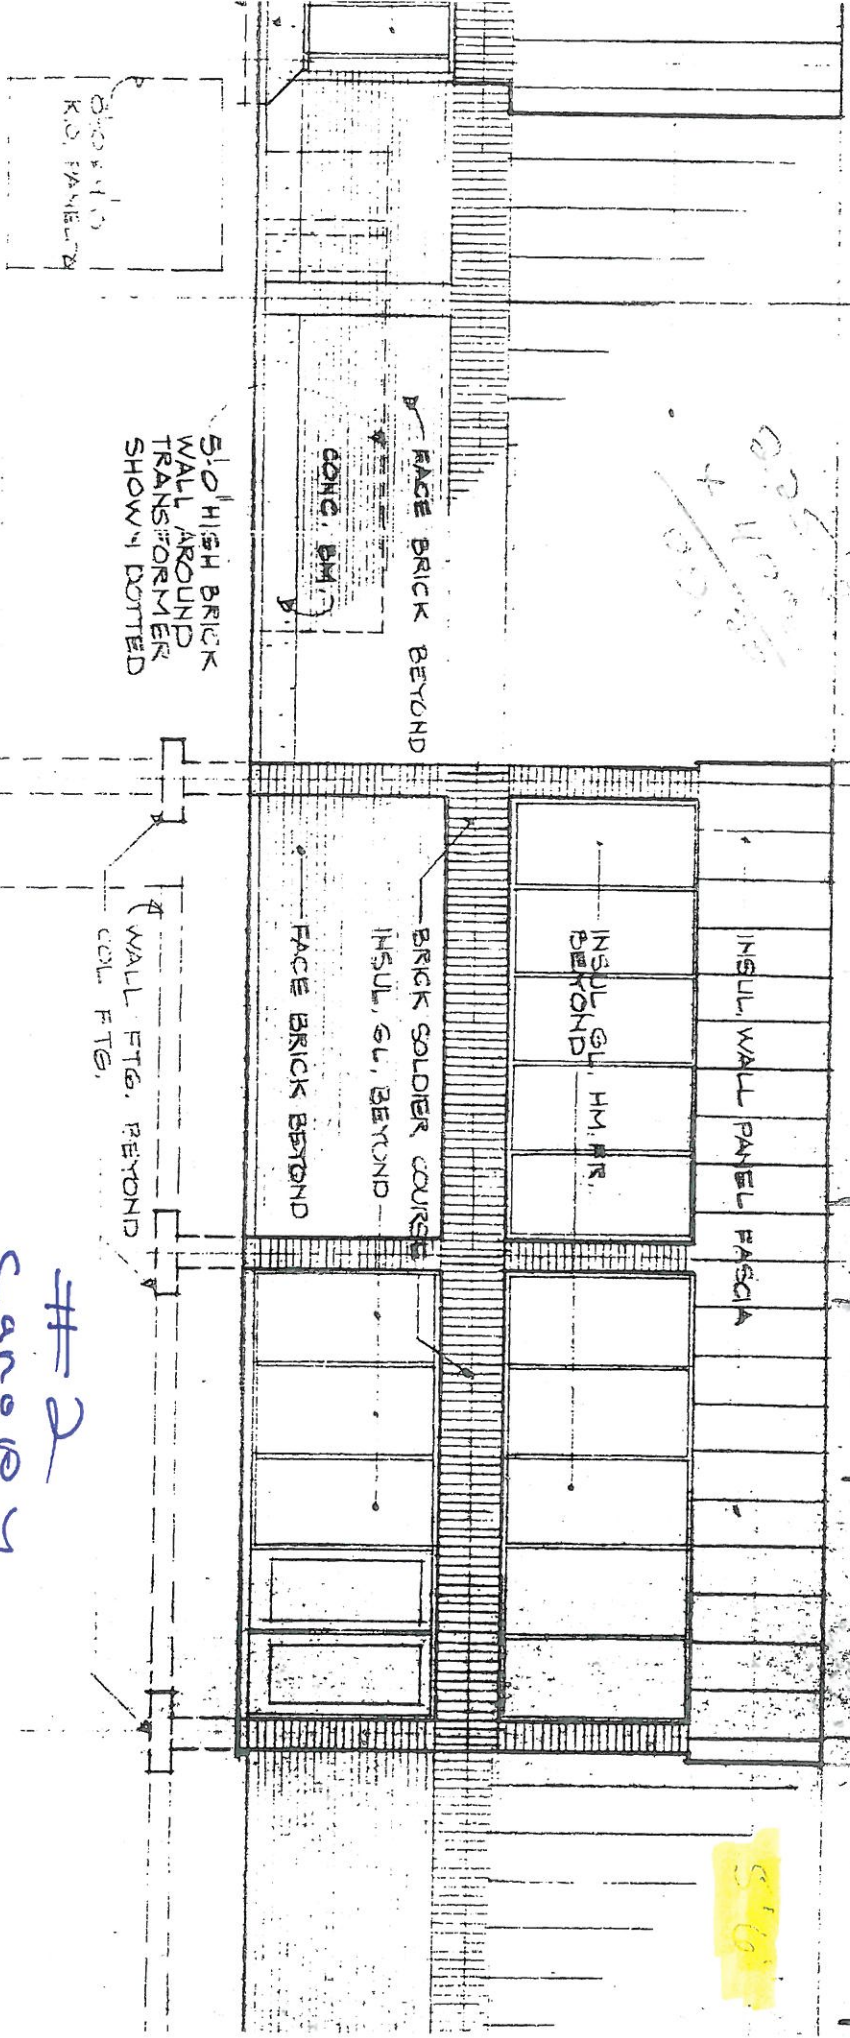 INSUL. WALL PANEL FASCIA
INSUL. GL. HM. FR.
BEYOND
BRICK SOLDIER COURSE
INSUL. GL. BEYOND
FACE BRICK BEYOND
FACE BRICK BEYOND
CONC. BM.
5'-0" HIGH BRICK
WALL AROUND
TRANSFORMER
SHOWN DOTTED
K.O. PANEL
WALL FTG. BEYOND
COL. FTG.
5'6"
#2
Canopy